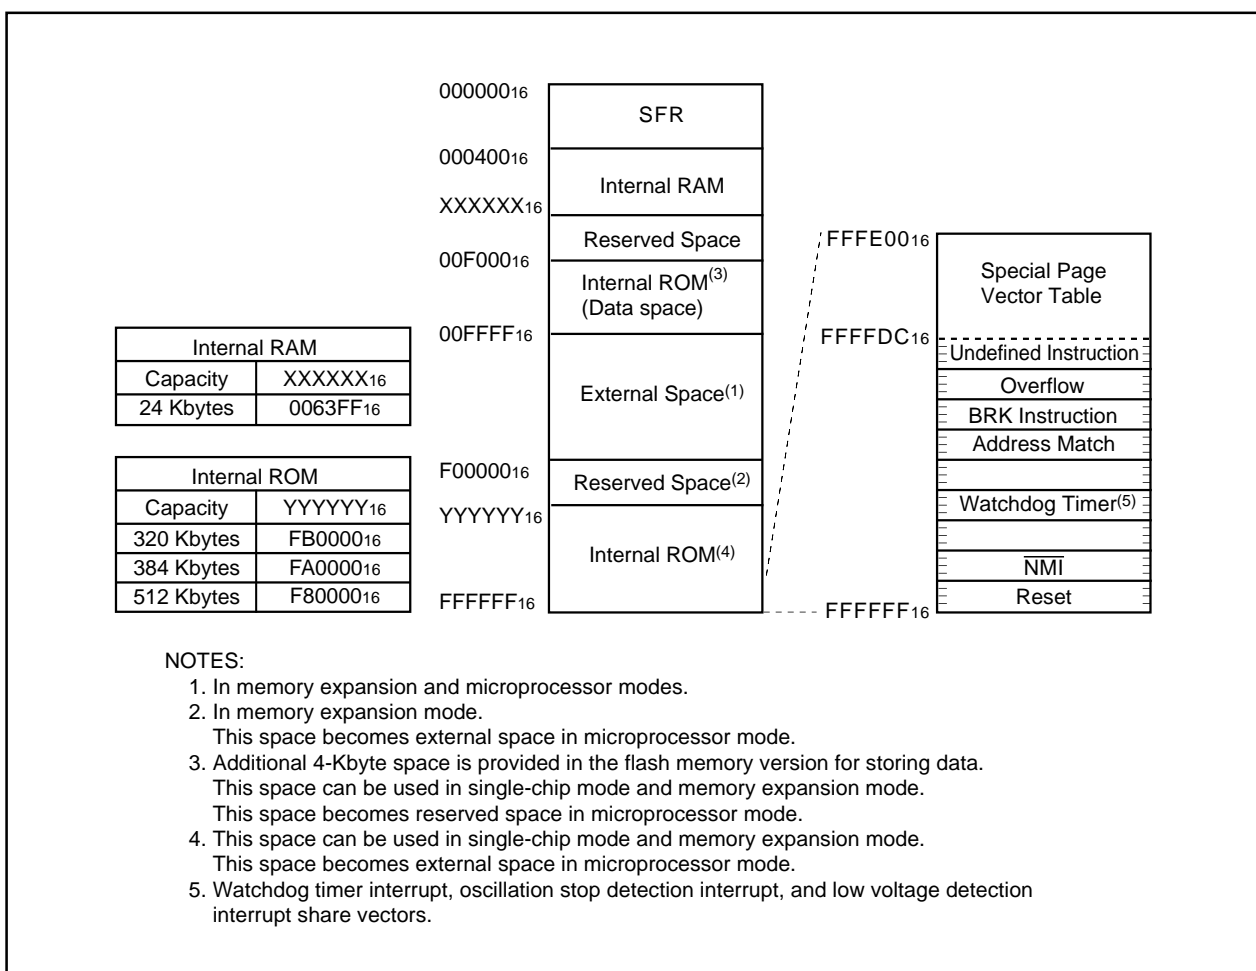 00000016
SFR
00040016
Internal RAM
XXXXXX16
Reserved Space
00F00016
Internal ROM(3)
(Data space)
00FFFF16
External Space(1)
F0000016
Reserved Space(2)
YYYYYY16
Internal ROM(4)
FFFFFF16
Internal RAM
Capacity XXXXXX16
24 Kbytes 0063FF16
Internal ROM
Capacity YYYYYY16
320 Kbytes FB000016
384 Kbytes FA000016
512 Kbytes F8000016
FFFE0016
Special Page
Vector Table
FFFFDC16
Undefined Instruction
Overflow
BRK Instruction
Address Match
Watchdog Timer(5)
NMI
Reset
FFFFFF16
NOTES:
1. In memory expansion and microprocessor modes.
2. In memory expansion mode.
This space becomes external space in microprocessor mode.
3. Additional 4-Kbyte space is provided in the flash memory version for storing data.
This space can be used in single-chip mode and memory expansion mode.
This space becomes reserved space in microprocessor mode.
4. This space can be used in single-chip mode and memory expansion mode.
This space becomes external space in microprocessor mode.
5. Watchdog timer interrupt, oscillation stop detection interrupt, and low voltage detection
interrupt share vectors.